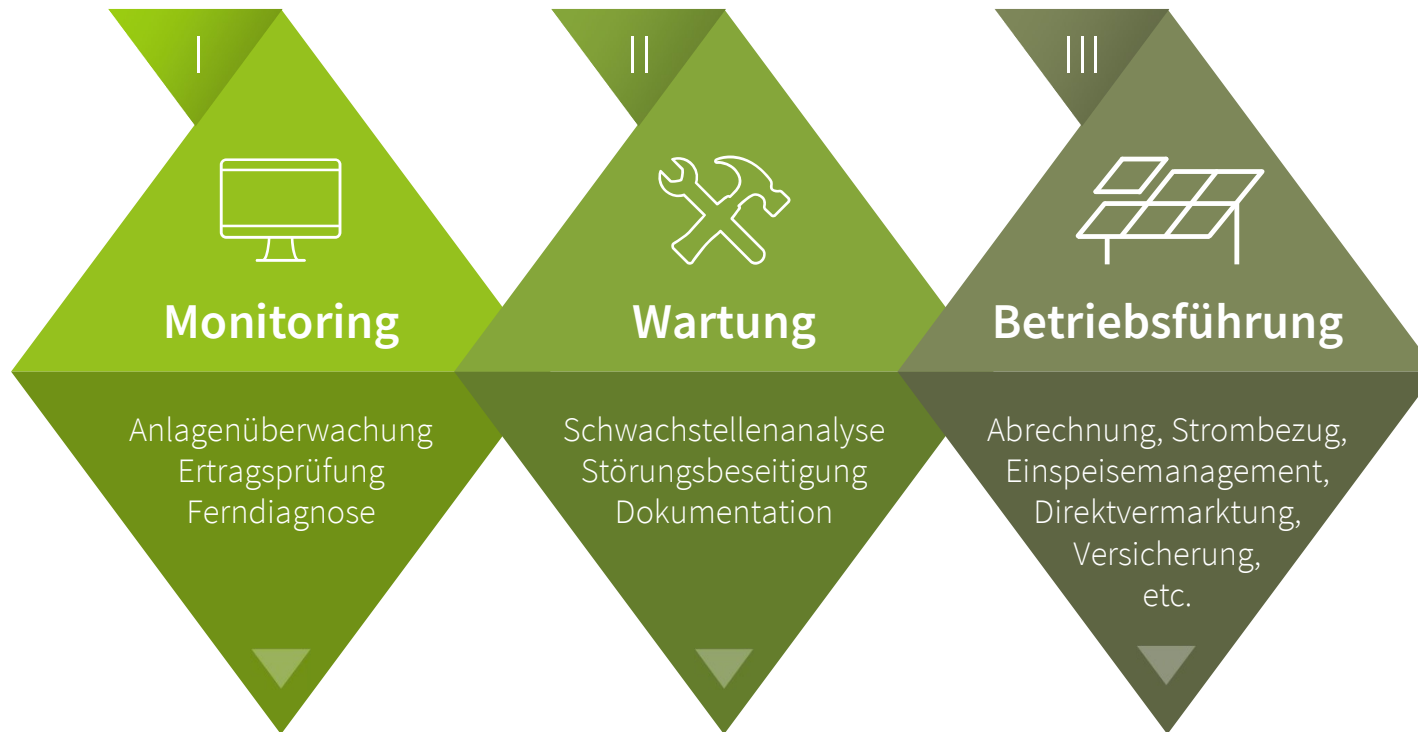 I
Monitoring
Anlagenüberwachung
Ertragsprüfung
Ferndiagnose
II
Wartung
Schwachstellenanalyse
Störungsbeseitigung
Dokumentation
III
Betriebsführung
Abrechnung, Strombezug,
Einspeisemanagement,
Direktvermarktung,
Versicherung,
etc.